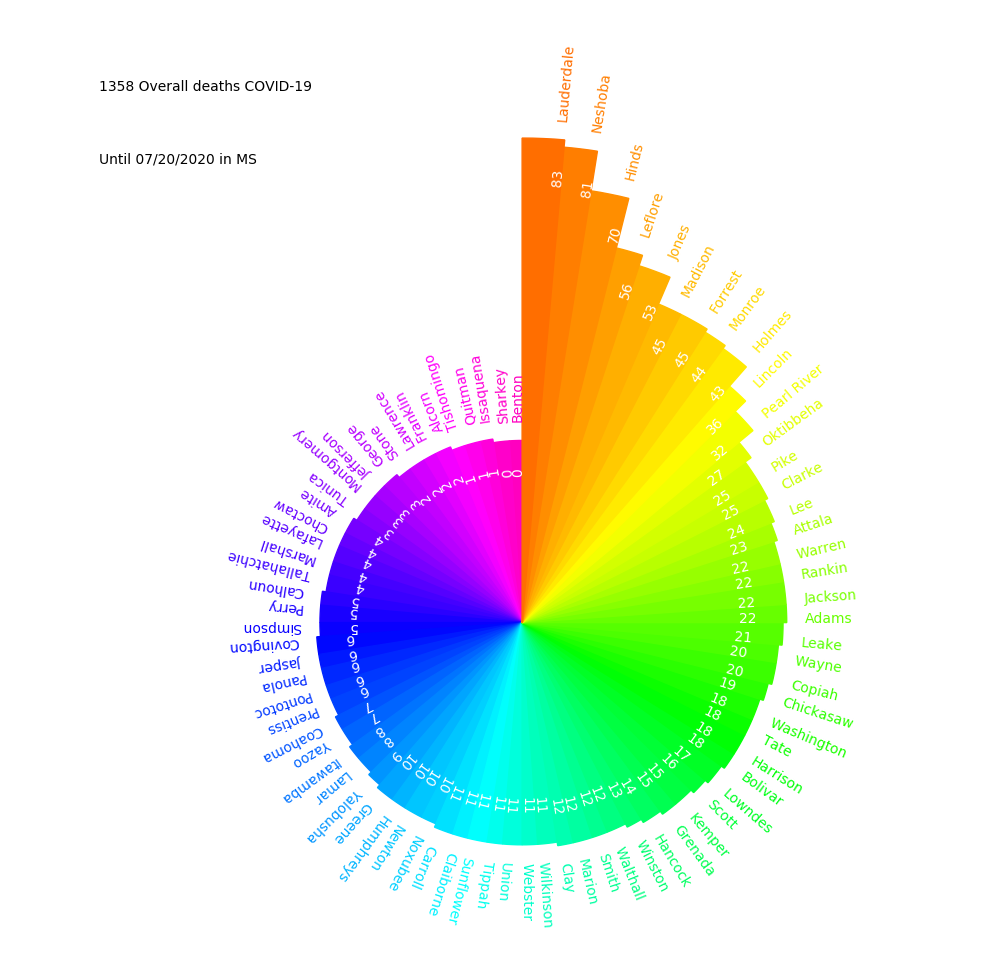 1358 Overall deaths COVID-19
Until 07/20/2020 in MS
Lauderdale
Neshoba
Hinds
Leflore
Jones
Madison
Forrest
Monroe
Holmes
Lincoln
Pearl River
Oktibbeha
Pike
Clarke
Lee
Attala
Warren
Rankin
Jackson
Adams
Leake
Wayne
Copiah
Chickasaw
Washington
Tate
Harrison
Bolivar
Lowndes
Scott
Kemper
Grenada
Hancock
Winston
Walthall
Smith
Marion
Clay
Wilkinson
Webster
Union
Tippah
Sunflower
Claiborne
Carroll
Noxubee
Newton
Humphreys
Greene
Yalobusha
Lamar
Itawamba
Yazoo
Coahoma
Prentiss
Pontotoc
Panola
Jasper
Covington
Simpson
Perry
Calhoun
Tallahatchie
Marshall
Lafayette
Choctaw
Amite
Tunica
Montgomery
Jefferson
George
Stone
Lawrence
Franklin
Alcorn
Tishomingo
Quitman
Issaquena
Sharkey
Benton
83
81
70
56
53
45
45
44
43
36
32
27
25
25
24
23
22
22
22
22
21
20
20
19
18
18
18
18
17
16
15
15
14
13
12
12
12
11
11
11
11
11
10
10
10
10
9
8
8
7
7
6
6
6
6
6
5
5
5
4
4
4
4
4
3
3
3
2
2
2
2
1
1
0
0